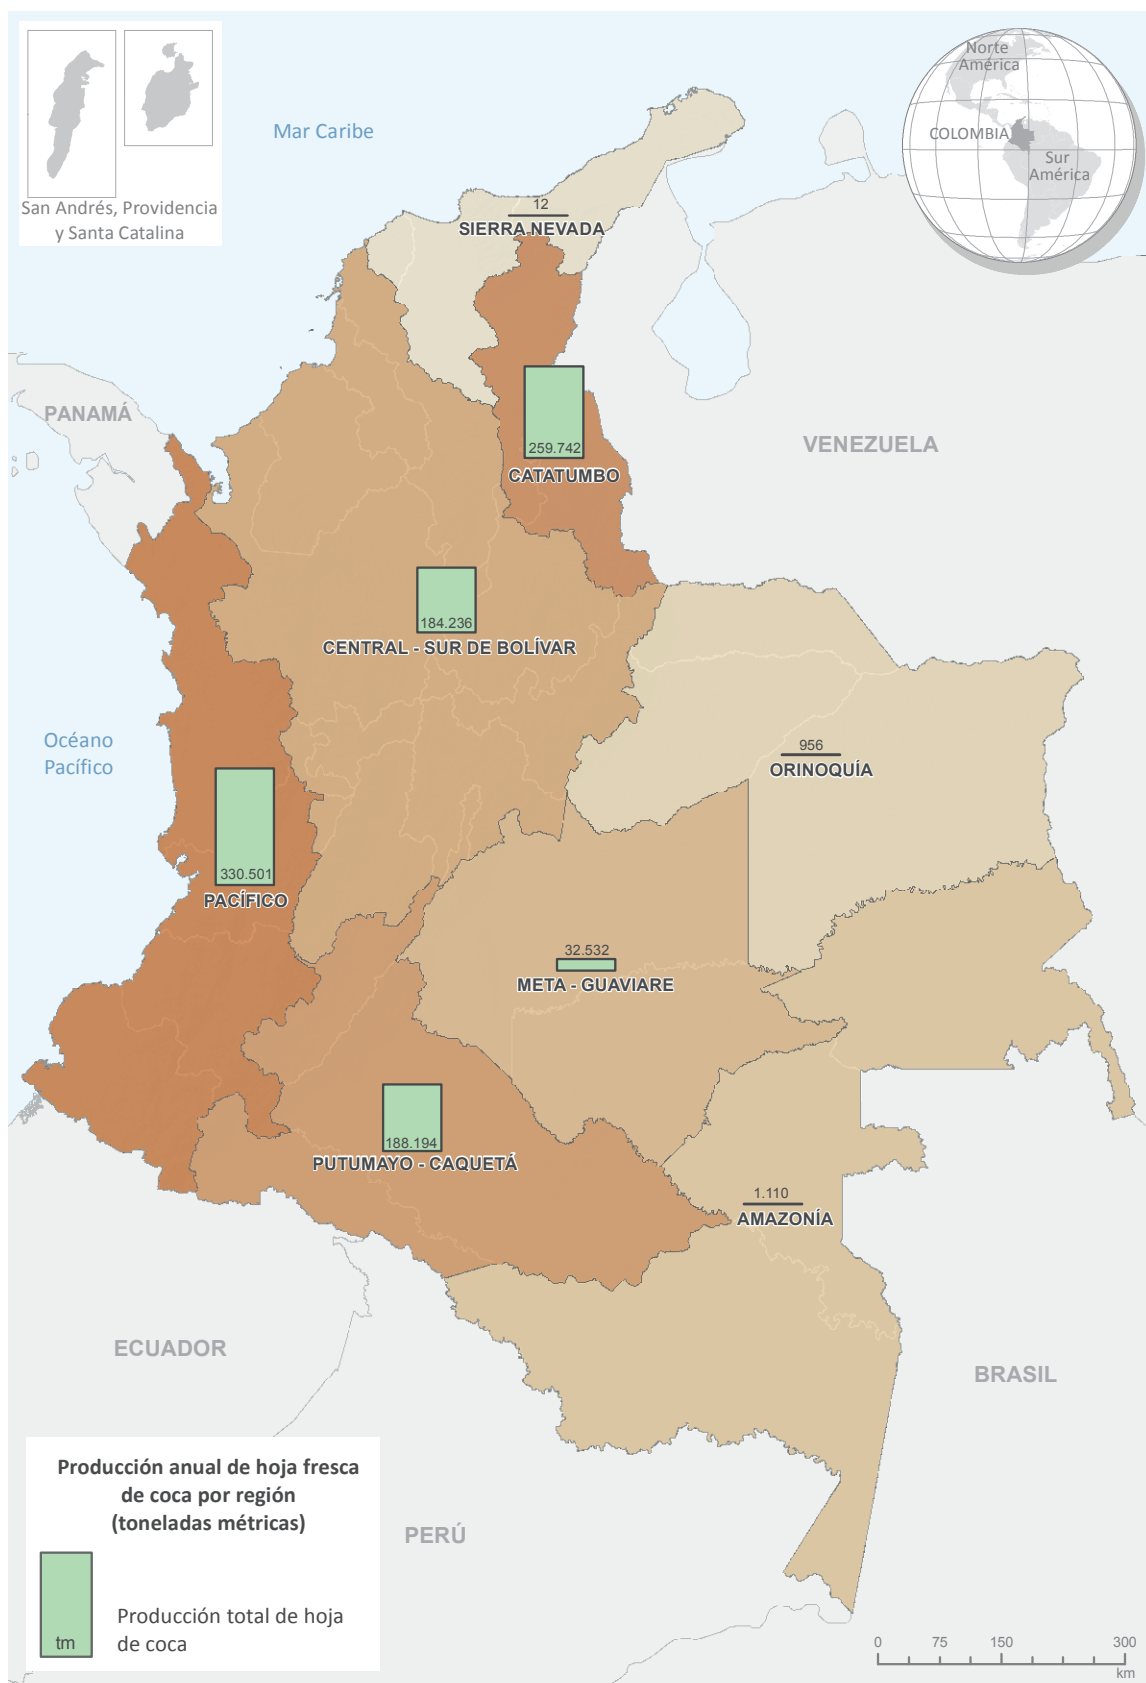 Norte
América
COLOMBIA
Sur
América
Mar Caribe
San Andrés, Providencia
y Santa Catalina
12
SIERRA NEVADA
PANAMÁ
259.742
CATATUMBO
VENEZUELA
184.236
CENTRAL - SUR DE BOLÍVAR
Océano
Pacífico
956
ORINOQUÍA
330.501
PACÍFICO
32.532
META - GUAVIARE
188.194
PUTUMAYO - CAQUETÁ
1.110
AMAZONÍA
ECUADOR
BRASIL
PERÚ
Producción anual de hoja fresca
de coca por región
(toneladas métricas)
tm
Producción total de hoja
de coca
0 75 150 300
km